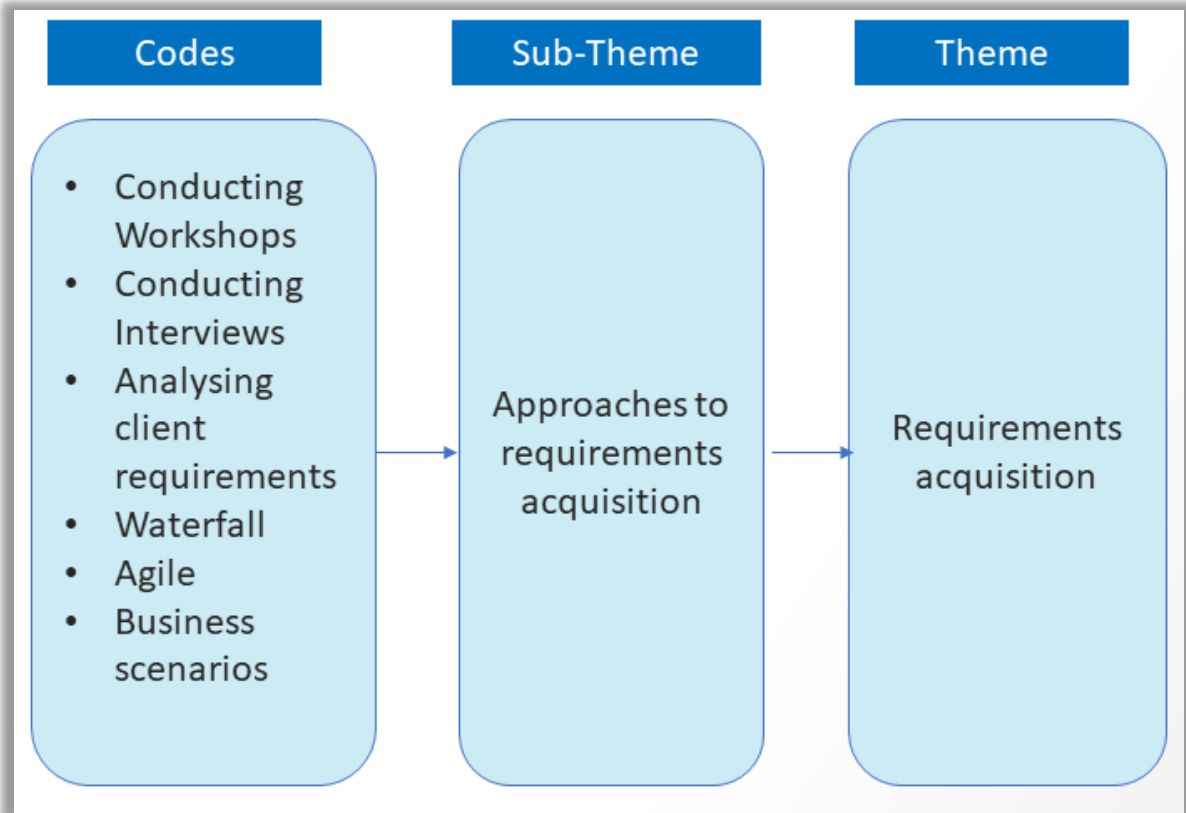 Codes
Sub-Theme
Theme
• Conducting
Workshops
• Conducting
Interviews
• Analysing
client
requirements
• Waterfall
• Agile
• Business
scenarios
Approaches to
requirements
acquisition
Requirements
acquisition